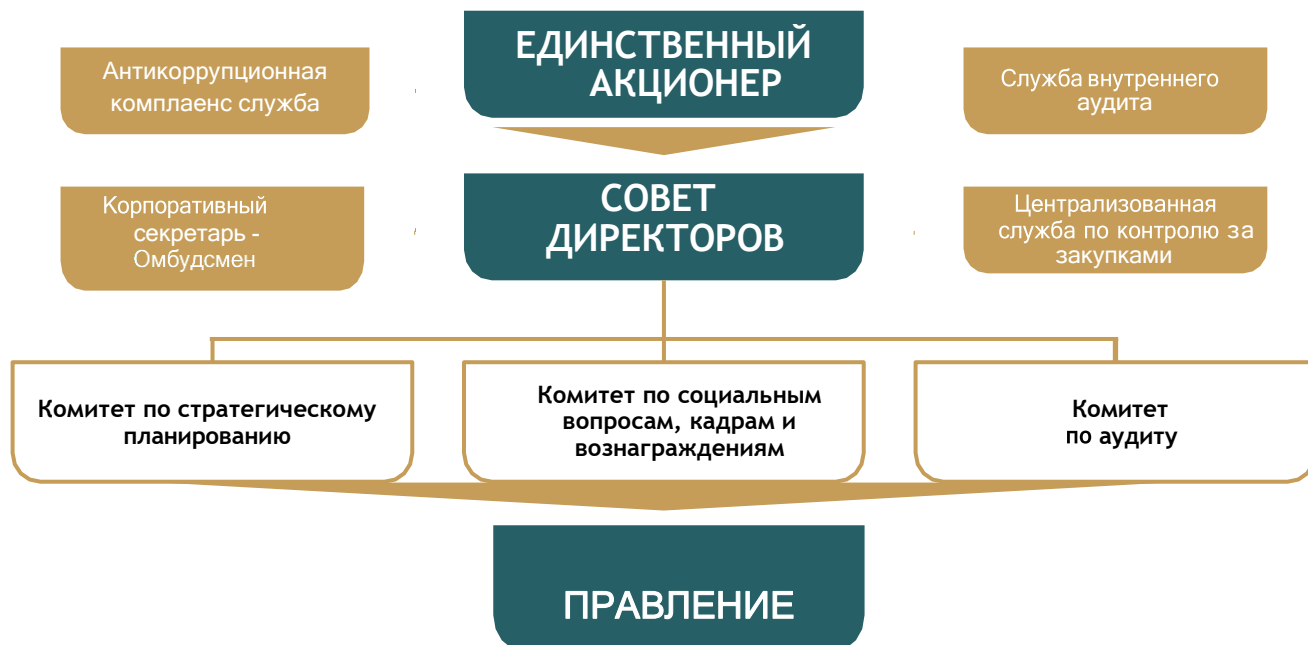 ЕДИНСТВЕННЫЙ
АКЦИОНЕР
Антикоррупционная
комплаенс служба
Служба внутреннего
аудита
СОВЕТ
ДИРЕКТОРОВ
Корпоративный
секретарь -
Омбудсмен
Централизованная
служба по контролю за
закупками
Комитет по стратегическому
планированию
Комитет по социальным
вопросам, кадрам и
вознаграждениям
Комитет
по аудиту
ПРАВЛЕНИЕ